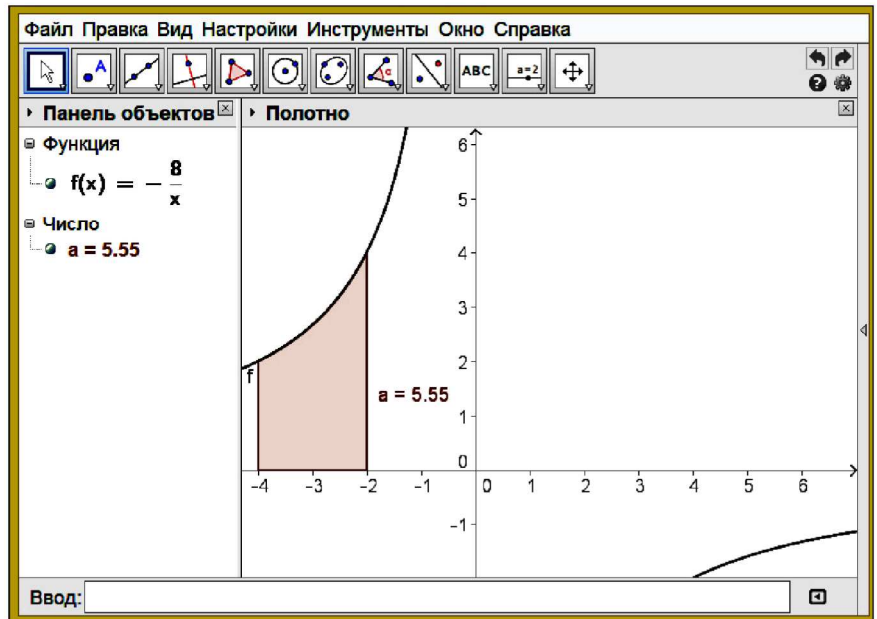 Файл Правка Вид Настройки Инструменты Окно Справка
A
α
ABC
a=2
Панель объектов
Полотно
Функция
f(x) = − 8/x
Число
a = 5.55
6
5
4
3
2
1
0
−1
f
a = 5.55
−4 −3 −2 −1 0 1 2 3 4 5 6
Ввод: